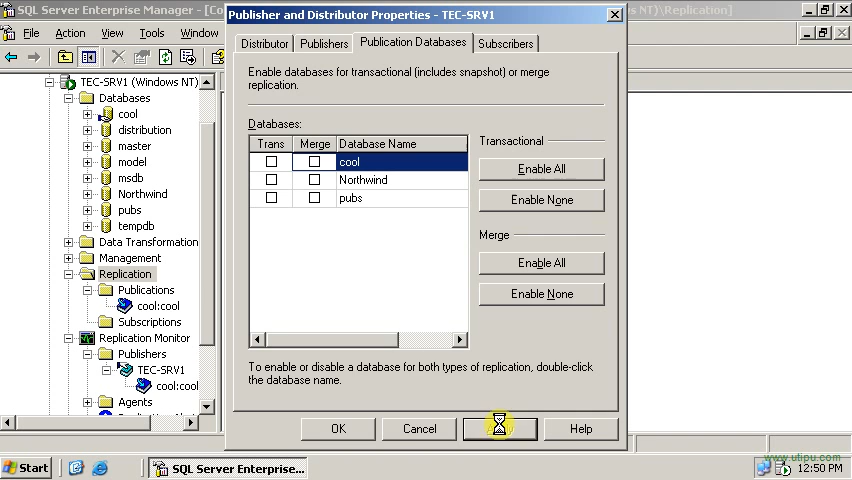 SQL Server Enterprise Manager - [Co
Publisher and Distributor Properties - TEC-SRV1
NT)\Replication]
File
Action
View
Tools
Window
Distributor
Publishers
Publication Databases
Subscribers
TEC-SRV1 (Windows NT)
Databases
cool
distribution
master
model
msdb
Northwind
pubs
tempdb
Data Transformation
Management
Replication
Publications
cool:cool
Subscriptions
Replication Monitor
Publishers
TEC-SRV1
cool:cool
Agents
Enable databases for transactional (includes snapshot) or merge
replication.
Databases:
Trans Merge Database Name
cool
Northwind
pubs
Transactional
Enable All
Enable None
Merge
Enable All
Enable None
To enable or disable a database for both types of replication, double-click
the database name.
OK
Cancel
Help
Start
SQL Server Enterprise...
www.utipu.com
12:50 PM